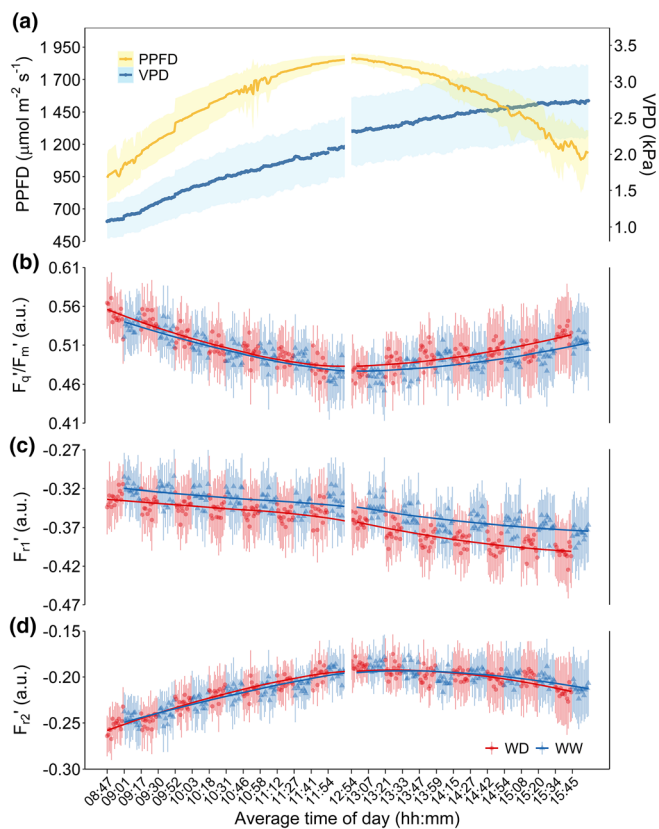 (a)
1 950
1 700
1 450
1 200
950
700
450
PPFD (μmol m⁻² s⁻¹)
PPFD
VPD
3.5
3.0
2.5
2.0
1.5
1.0
VPD (kPa)
(b)
0.61
0.56
0.51
0.46
0.41
Fq'/Fm' (a.u.)
(c)
-0.27
-0.32
-0.37
-0.42
-0.47
Fr1' (a.u.)
(d)
-0.15
-0.20
-0.25
-0.30
Fr2' (a.u.)
WD WW
08:47 09:01 09:17 09:30 09:52 10:03 10:18 10:31 10:46 10:58 11:12 11:27 11:41 11:54 12:54 13:07 13:21 13:33 13:47 13:59 14:15 14:27 14:42 14:54 15:08 15:20 15:34 15:45
Average time of day (hh:mm)